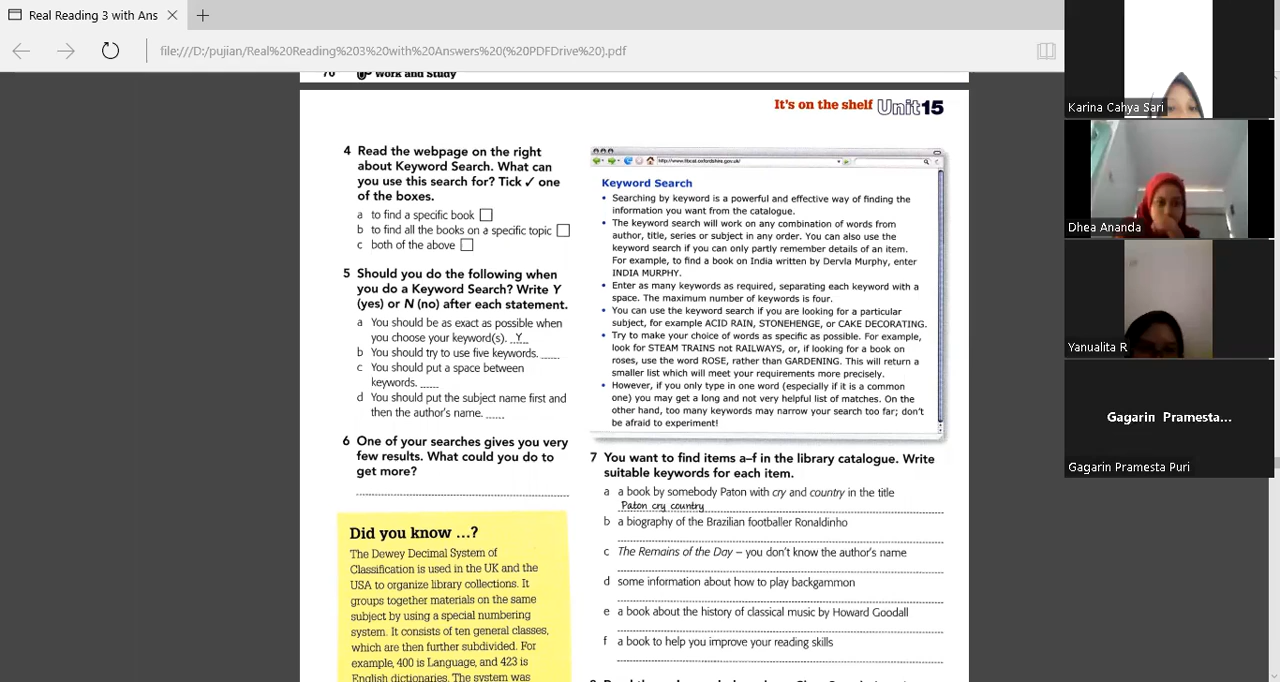 Real Reading 3 with Ans
file:///D:/pujian/Real%20Reading%203%20with%20Answers%20(%20PDFDrive%20).pdf
70 Work and Study
It's on the shelf Unit15
4 Read the webpage on the right
about Keyword Search. What can
you use this search for? Tick ✓ one
of the boxes.
a to find a specific book
b to find all the books on a specific topic
c both of the above
5 Should you do the following when
you do a Keyword Search? Write Y
(yes) or N (no) after each statement.
a You should be as exact as possible when
you choose your keyword(s). ...Y...
b You should try to use five keywords. ......
c You should put a space between
keywords. ......
d You should put the subject name first and
then the author's name. ......
6 One of your searches gives you very
few results. What could you do to
get more?
Did you know ...?
The Dewey Decimal System of
Classification is used in the UK and the
USA to organize library collections. It
groups together materials on the same
subject by using a special numbering
system. It consists of ten general classes,
which are then further subdivided. For
example, 400 is Language, and 423 is
English dictionaries. The system was
Keyword Search
• Searching by keyword is a powerful and effective way of finding the
information you want from the catalogue.
• The keyword search will work on any combination of words from
author, title, series or subject in any order. You can also use the
keyword search if you can only partly remember details of an item.
For example, to find a book on India written by Dervla Murphy, enter
INDIA MURPHY.
• Enter as many keywords as required, separating each keyword with a
space. The maximum number of keywords is four.
• You can use the keyword search if you are looking for a particular
subject, for example ACID RAIN, STONEHENGE, or CAKE DECORATING.
• Try to make your choice of words as specific as possible. For example,
look for STEAM TRAINS not RAILWAYS, or, if looking for a book on
roses, use the word ROSE, rather than GARDENING. This will return a
smaller list which will meet your requirements more precisely.
• However, if you only type in one word (especially if it is a common
one) you may get a long and not very helpful list of matches. On the
other hand, too many keywords may narrow your search too far; don't
be afraid to experiment!
7 You want to find items a–f in the library catalogue. Write
suitable keywords for each item.
a a book by somebody Paton with cry and country in the title
Paton cry country
b a biography of the Brazilian footballer Ronaldinho
c The Remains of the Day – you don't know the author's name
d some information about how to play backgammon
e a book about the history of classical music by Howard Goodall
f a book to help you improve your reading skills
Karina Cahya Sari
Dhea Ananda
Yanualita R
Gagarin Pramesta...
Gagarin Pramesta Puri